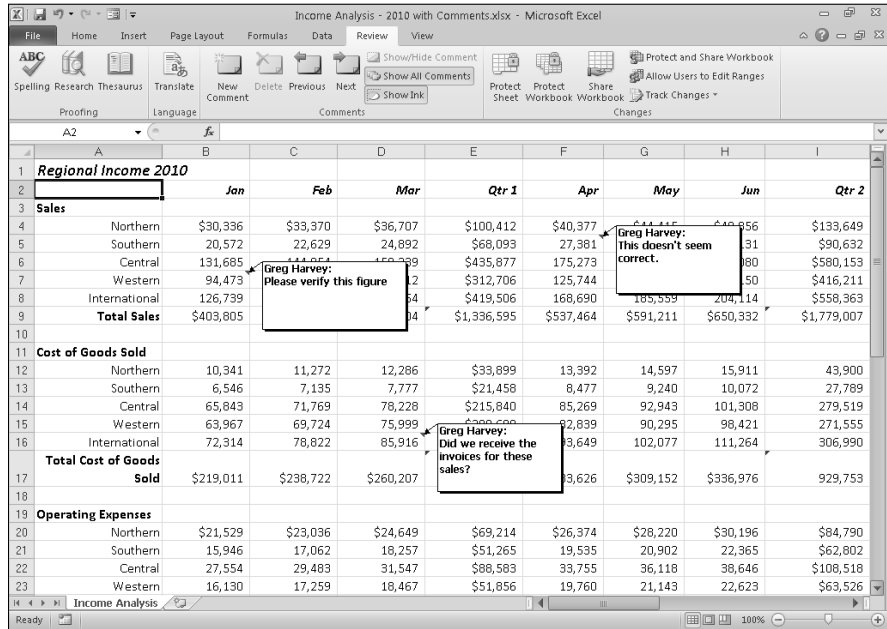 Income Analysis - 2010 with Comments.xlsx - Microsoft Excel
File Home Insert Page Layout Formulas Data Review View
ABC
Spelling Research Thesaurus
Proofing
Translate
Language
New Comment
Delete Previous Next
Show/Hide Comment
Show All Comments
Show Ink
Comments
Protect Sheet
Protect Workbook
Share Workbook
Protect and Share Workbook
Allow Users to Edit Ranges
Track Changes
Changes
A2 fx
A B C D E F G H I
1 Regional Income 2010
2 Jan Feb Mar Qtr 1 Apr May Jun Qtr 2
3 Sales
4 Northern $30,336 $33,370 $36,707 $100,412 $40,377 $133,649
5 Southern 20,572 22,629 24,892 $68,093 27,381 31 $90,632
6 Central 131,685 $435,877 175,273 080 $580,153
7 Western 94,473 12 $312,706 125,744 150 $416,211
8 International 126,739 54 $419,506 168,690 185,559 204,114 $558,363
9 Total Sales $403,805 04 $1,336,595 $537,464 $591,211 $650,332 $1,779,007
Greg Harvey:
This doesn't seem
correct.
Greg Harvey:
Please verify this figure
10
11 Cost of Goods Sold
12 Northern 10,341 11,272 12,286 $33,899 13,392 14,597 15,911 43,900
13 Southern 6,546 7,135 7,777 $21,458 8,477 9,240 10,072 27,789
14 Central 65,843 71,769 78,228 $215,840 85,269 92,943 101,308 279,519
15 Western 63,967 69,724 75,999 2,839 90,295 98,421 271,555
16 International 72,314 78,822 85,916 3,649 102,077 111,264 306,990
Greg Harvey:
Did we receive the
invoices for these
sales?
Total Cost of Goods
17 Sold $219,011 $238,722 $260,207 3,626 $309,152 $336,976 929,753
18
19 Operating Expenses
20 Northern $21,529 $23,036 $24,649 $69,214 $26,374 $28,220 $30,196 $84,790
21 Southern 15,946 17,062 18,257 $51,265 19,535 20,902 22,365 $62,802
22 Central 27,554 29,483 31,547 $88,583 33,755 36,118 38,646 $108,518
23 Western 16,130 17,259 18,467 $51,856 19,760 21,143 22,623 $63,526
Income Analysis
Ready 100%